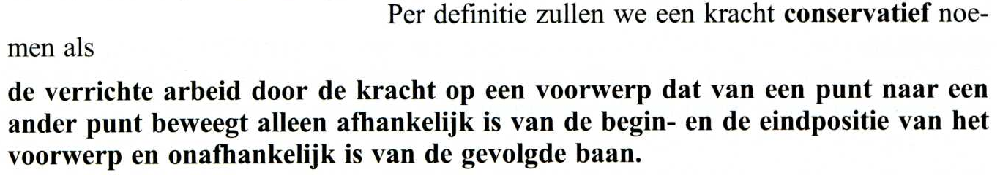 Per definitie zullen we een kracht conservatief noe-
men als
de verrichte arbeid door de kracht op een voorwerp dat van een punt naar een
ander punt beweegt alleen afhankelijk is van de begin- en de eindpositie van het
voorwerp en onafhankelijk is van de gevolgde baan.